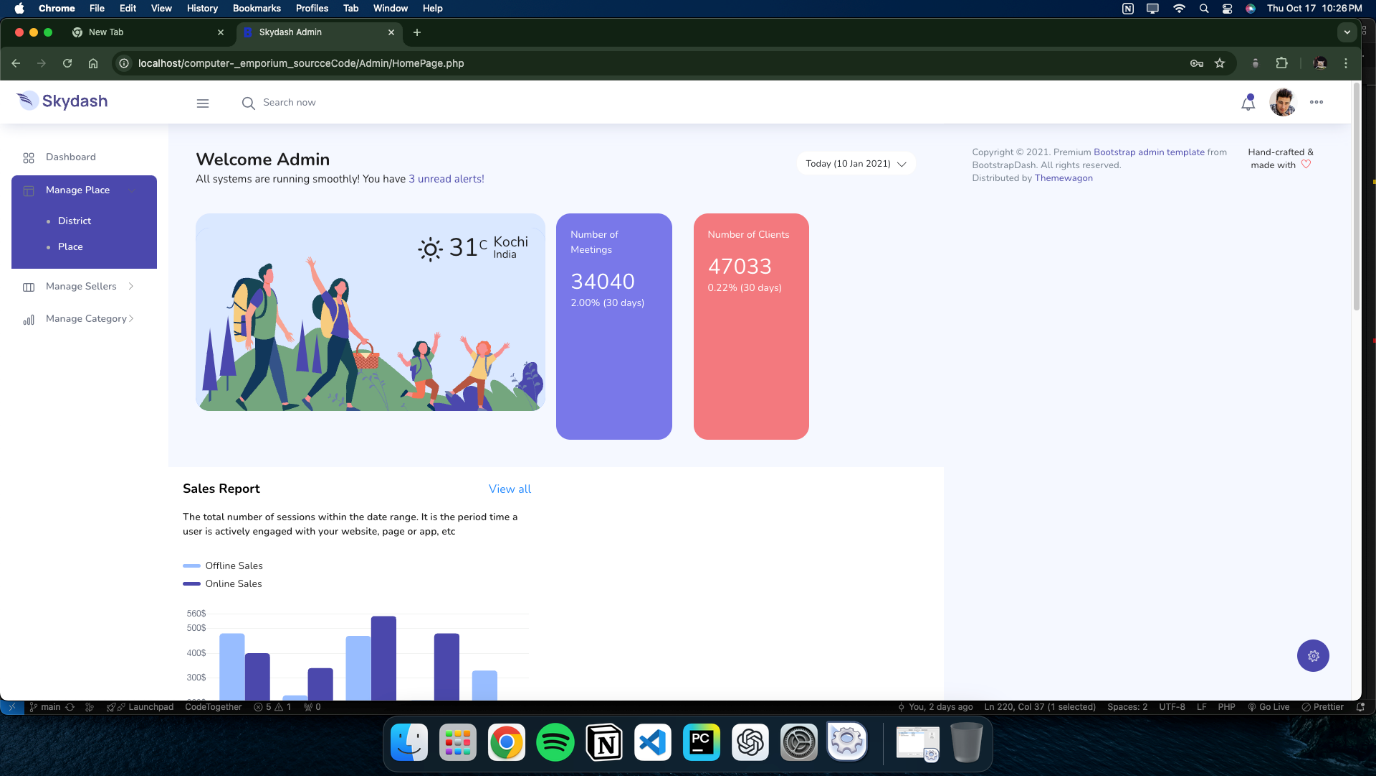 Chrome File Edit View History Bookmarks Profiles Tab Window Help
Thu Oct 17 10:26 PM
New Tab
Skydash Admin
localhost/computer-_emporium_sourcceCode/Admin/HomePage.php
Skydash
Search now
Dashboard
Manage Place
District
Place
Manage Sellers
Manage Category
Welcome Admin
All systems are running smoothly! You have 3 unread alerts!
Today (10 Jan 2021)
Copyright © 2021. Premium Bootstrap admin template from
BootstrapDash. All rights reserved.
Distributed by Themewagon
Hand-crafted &
made with
31C Kochi
India
Number of
Meetings
34040
2.00% (30 days)
Number of Clients
47033
0.22% (30 days)
Sales Report
View all
The total number of sessions within the date range. It is the period time a
user is actively engaged with your website, page or app, etc
Offline Sales
Online Sales
560$
500$
400$
300$
main Launchpad CodeTogether 5 1 0
You, 2 days ago Ln 220, Col 37 (1 selected) Spaces: 2 UTF-8 LF PHP Go Live Prettier
N
PC